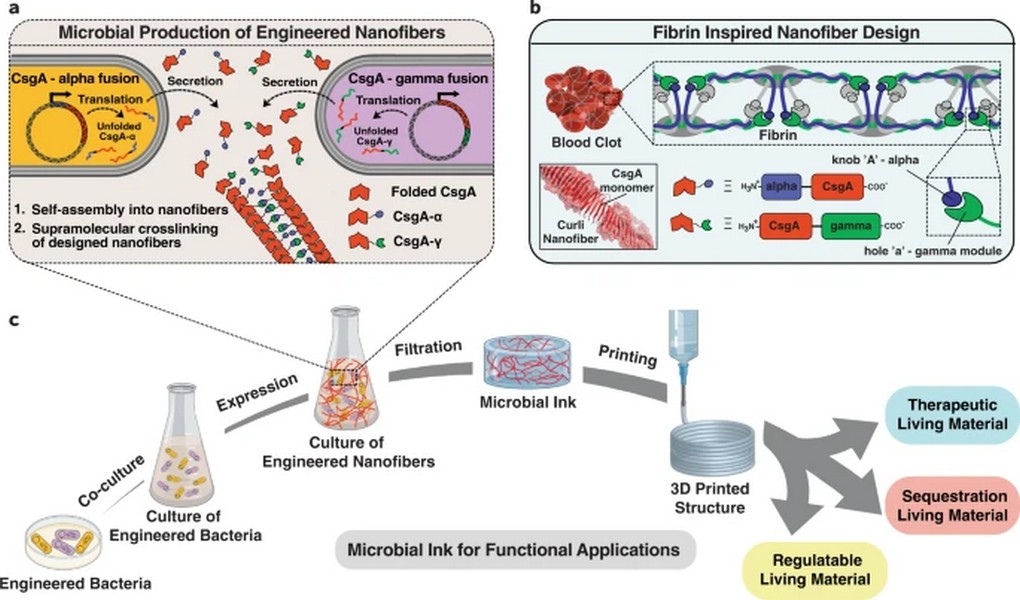 a
Microbial Production of Engineered Nanofibers
CsgA - alpha fusion
Translation
Unfolded
CsgA-α
Secretion
Secretion
CsgA - gamma fusion
Translation
Unfolded
CsgA-γ
1. Self-assembly into nanofibers
2. Supramolecular crosslinking
of designed nanofibers
Folded CsgA
CsgA-α
CsgA-γ
b
Fibrin Inspired Nanofiber Design
Blood Clot
Fibrin
CsgA
monomer
Curli
Nanofiber
knob 'A' - alpha
Ξ H₃N⁺ alpha CsgA COO⁻
Ξ H₃N⁺ CsgA gamma COO⁻
hole 'a' - gamma module
c
Engineered Bacteria
Co-culture
Culture of
Engineered Bacteria
Expression
Culture of
Engineered Nanofibers
Filtration
Microbial Ink
Printing
3D Printed
Structure
Therapeutic
Living Material
Sequestration
Living Material
Regulatable
Living Material
Microbial Ink for Functional Applications